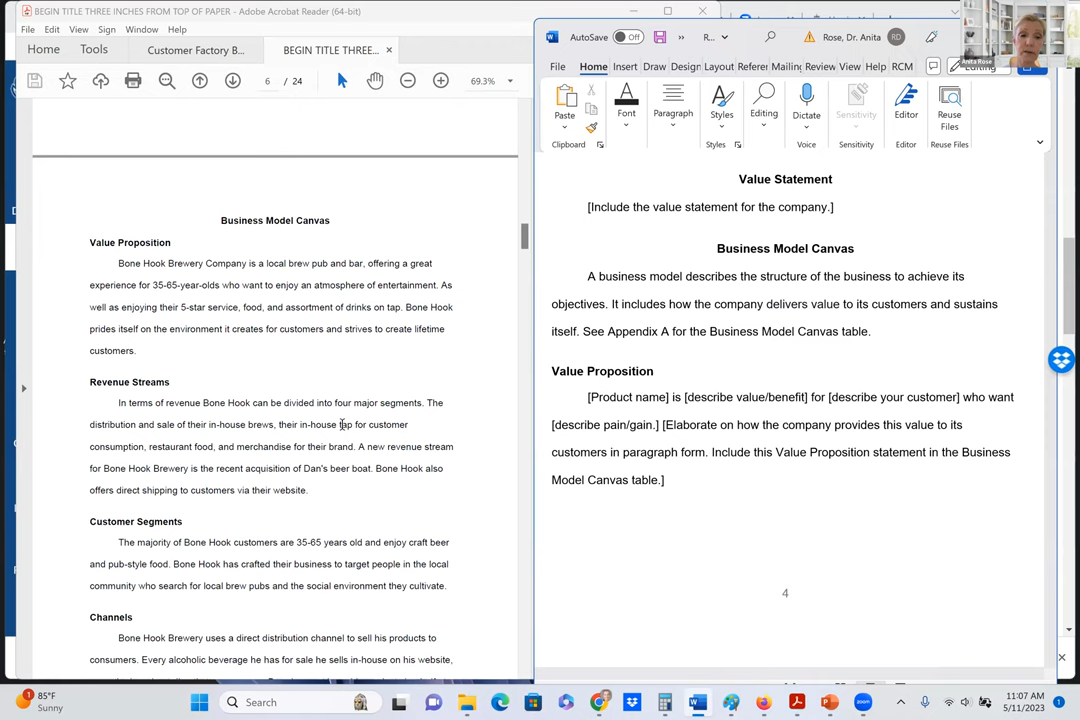 BEGIN TITLE THREE INCHES FROM TOP OF PAPER - Adobe Acrobat Reader (64-bit)
File Edit View Sign Window Help
Home Tools Customer Factory B... BEGIN TITLE THREE... ×
6 / 24 69.3%
Business Model Canvas
Value Proposition
Bone Hook Brewery Company is a local brew pub and bar, offering a great
experience for 35-65-year-olds who want to enjoy an atmosphere of entertainment. As
well as enjoying their 5-star service, food, and assortment of drinks on tap. Bone Hook
prides itself on the environment it creates for customers and strives to create lifetime
customers.
Revenue Streams
In terms of revenue Bone Hook can be divided into four major segments. The
distribution and sale of their in-house brews, their in-house tap for customer
consumption, restaurant food, and merchandise for their brand. A new revenue stream
for Bone Hook Brewery is the recent acquisition of Dan's beer boat. Bone Hook also
offers direct shipping to customers via their website.
Customer Segments
The majority of Bone Hook customers are 35-65 years old and enjoy craft beer
and pub-style food. Bone Hook has crafted their business to target people in the local
community who search for local brew pubs and the social environment they cultivate.
Channels
Bone Hook Brewery uses a direct distribution channel to sell his products to
consumers. Every alcoholic beverage he has for sale he sells in-house on his website,
AutoSave Off R... Rose, Dr. Anita RD
File Home Insert Draw Design Layout Referer Mailing Review View Help RCM Editing
Anita Rose
Paste Font Paragraph Styles Editing Dictate Sensitivity Editor Reuse
Files
Clipboard Styles Voice Sensitivity Editor Reuse Files
Value Statement
[Include the value statement for the company.]
Business Model Canvas
A business model describes the structure of the business to achieve its
objectives. It includes how the company delivers value to its customers and sustains
itself. See Appendix A for the Business Model Canvas table.
Value Proposition
[Product name] is [describe value/benefit] for [describe your customer] who want
[describe pain/gain.] [Elaborate on how the company provides this value to its
customers in paragraph form. Include this Value Proposition statement in the Business
Model Canvas table.]
4
85°F
Sunny
Search
11:07 AM
5/11/2023